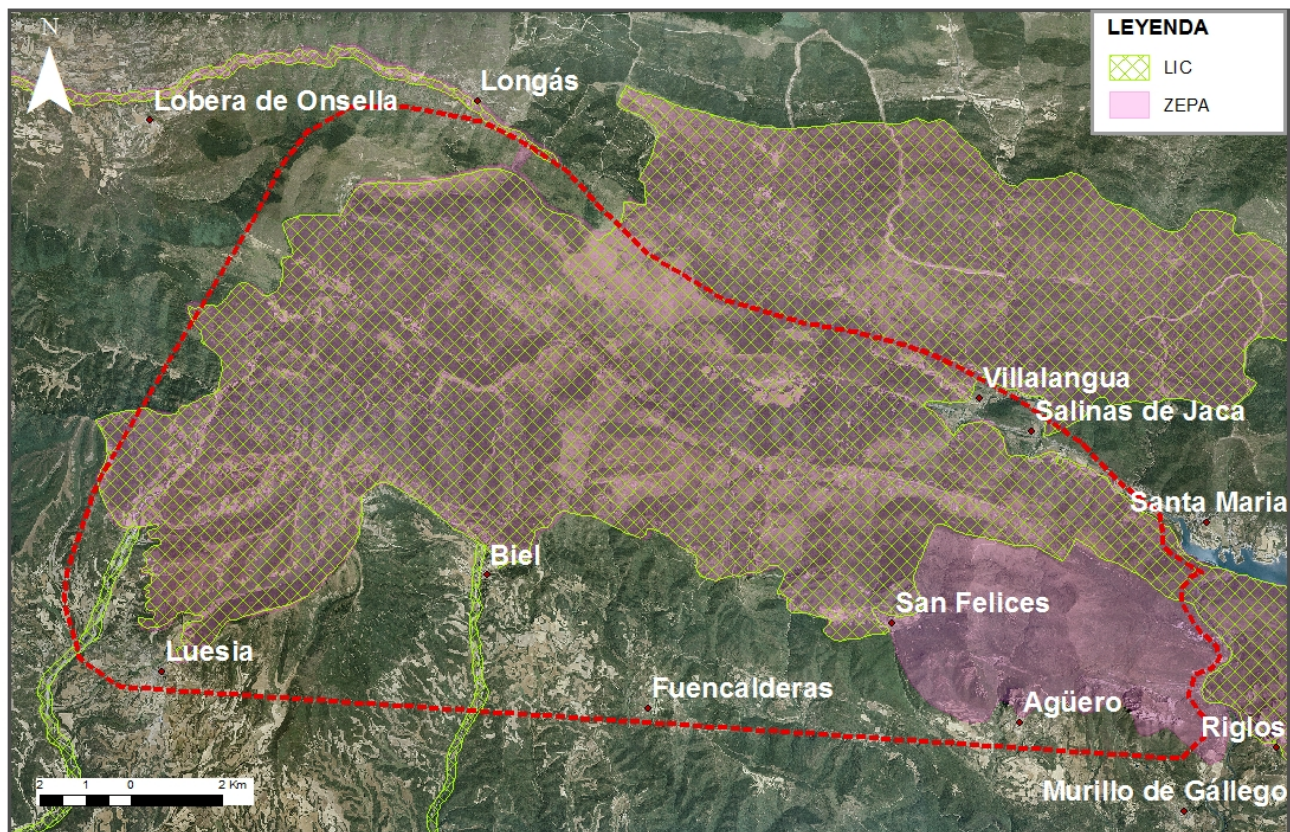 LEYENDA
LIC
ZEPA
N
Longás
Lobera de Onsella
Villalangua
Salinas de Jaca
Santa Maria
Biel
San Felices
Luesia
Fuencalderas
Agüero
Riglos
2 1 0 2 Km
Murillo de Gállego